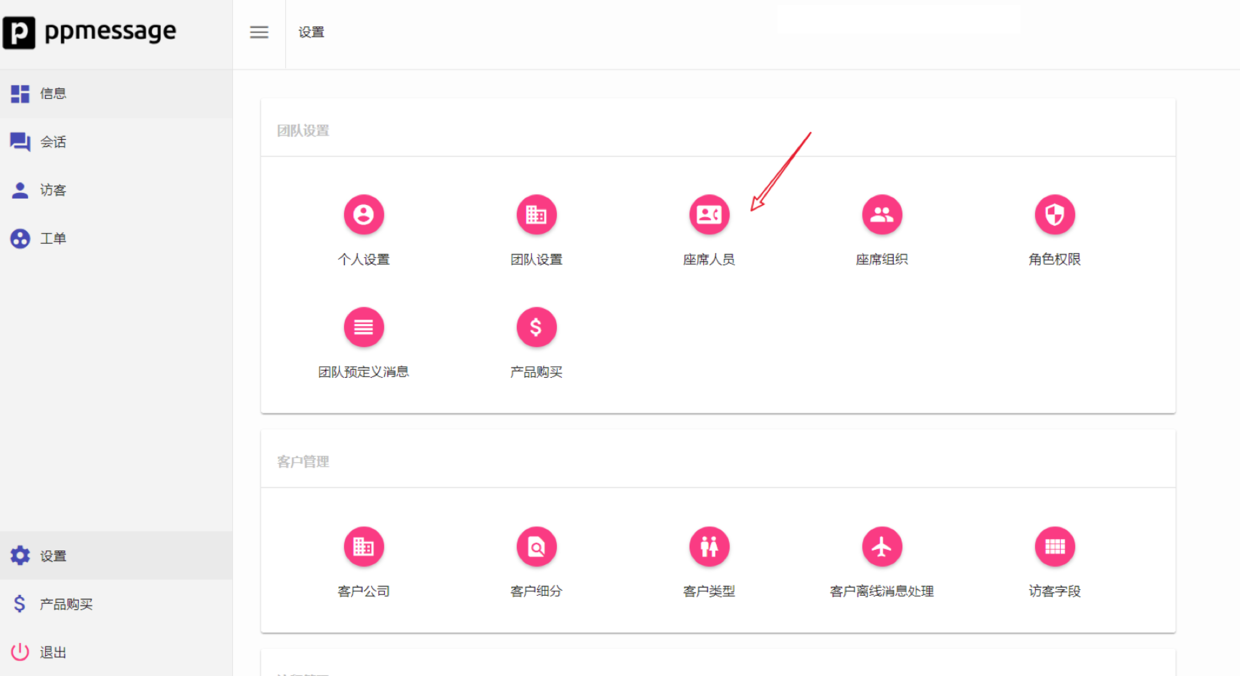 ppmessage
设置
信息
会话
访客
工单
设置
产品购买
退出
团队设置
个人设置
团队设置
座席人员
座席组织
角色权限
团队预定义消息
产品购买
客户管理
客户公司
客户细分
客户类型
客户离线消息处理
访客字段